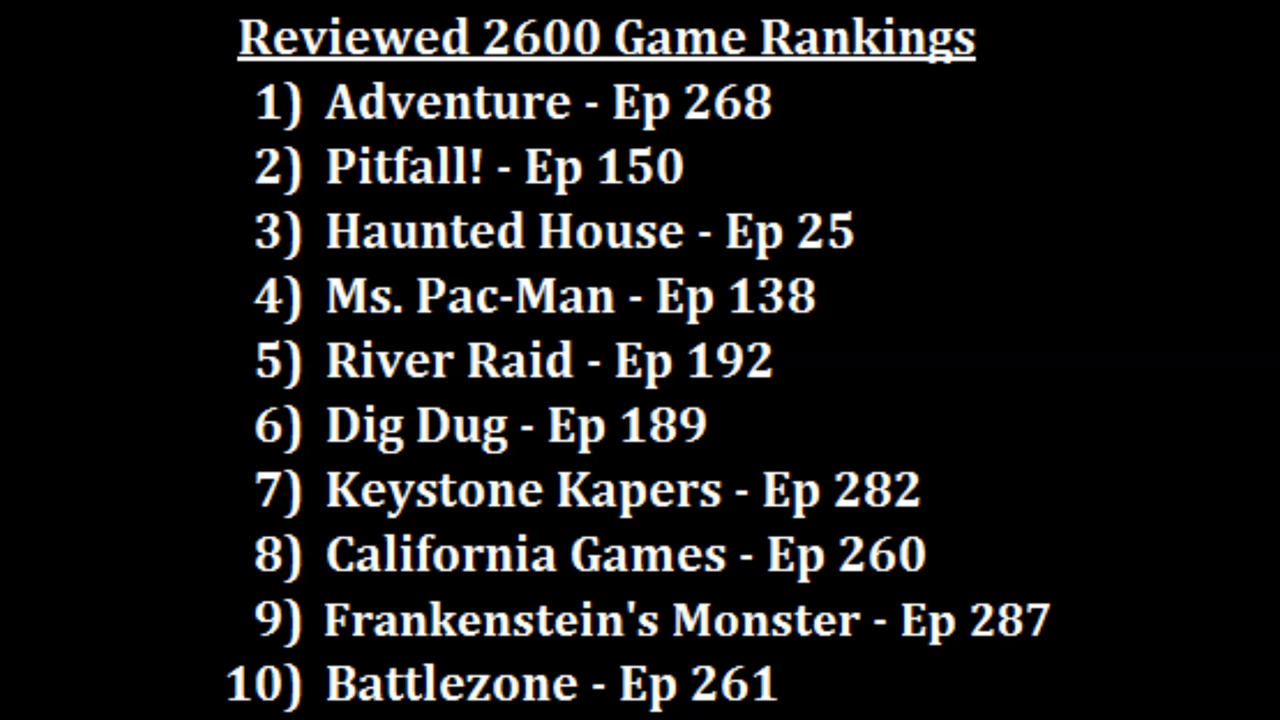 Reviewed 2600 Game Rankings
1) Adventure - Ep 268
2) Pitfall! - Ep 150
3) Haunted House - Ep 25
4) Ms. Pac-Man - Ep 138
5) River Raid - Ep 192
6) Dig Dug - Ep 189
7) Keystone Kapers - Ep 282
8) California Games - Ep 260
9) Frankenstein's Monster - Ep 287
10) Battlezone - Ep 261